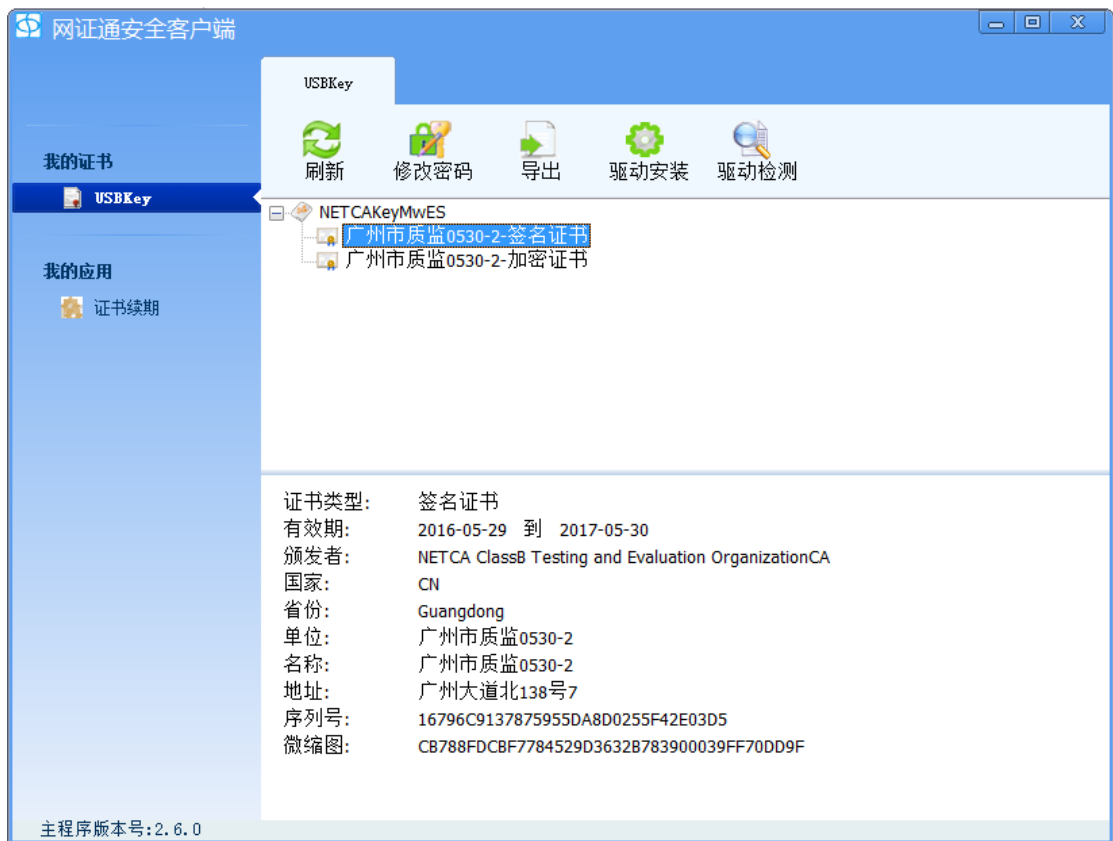 网证通安全客户端
USBKey
刷新 修改密码 导出 驱动安装 驱动检测
我的证书
USBKey
我的应用
证书续期
NETCAKeyMwES
广州市质监0530-2-签名证书
广州市质监0530-2-加密证书
证书类型: 签名证书
有效期: 2016-05-29 到 2017-05-30
颁发者: NETCA ClassB Testing and Evaluation OrganizationCA
国家: CN
省份: Guangdong
单位: 广州市质监0530-2
名称: 广州市质监0530-2
地址: 广州大道北138号7
序列号: 16796C9137875955DA8D0255F42E03D5
微缩图: CB788FDCBF7784529D3632B783900039FF70DD9F
主程序版本号:2.6.0